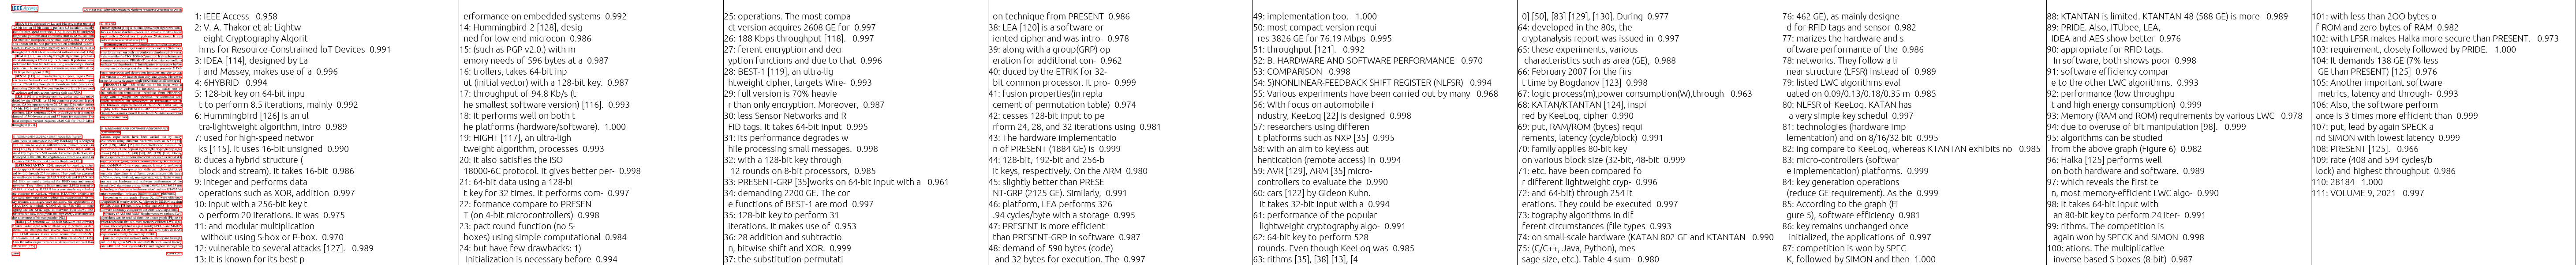 1: IEEE Access 0.958
2: V. A. Thakor et al: Lightw
eight Cryptography Algorit
hms for Resource-Constrained IoT Devices 0.991
3: IDEA [114], designed by La
i and Massey, makes use of a 0.996
4: 6HYBRID 0.994
5: 128-bit key on 64-bit inpu
t to perform 8.5 iterations, mainly 0.992
6: Hummingbird [126] is an ul
tra-lightweight algorithm, intro 0.989
7: used for high-speed networ
ks [115]. It uses 16-bit unsigned 0.990
8: duces a hybrid structure (
block and stream). It takes 16-bit 0.986
9: integer and performs data
operations such as XOR, addition 0.997
10: input with a 256-bit key t
o perform 20 iterations. It was 0.975
11: and modular multiplication
without using S-box or P-box. 0.970
12: vulnerable to several attacks [127]. 0.989
13: It is known for its best p
erformance on embedded systems 0.992
14: Hummingbird-2 [128], desig
ned for low-end microcon 0.986
15: (such as PGP v2.0) with m
emory needs of 596 bytes at a 0.987
16: trollers, takes 64-bit inp
ut (initial vector) with a 128-bit key. 0.987
17: throughput of 94.8 Kb/s (t
he smallest software version) [116]. 0.993
18: It performs well on both t
he platforms (hardware/software). 1.000
19: HIGHT [117], an ultra-ligh
tweight algorithm, processes 0.993
20: It also satisfies the ISO
18000-6C protocol. It gives better per- 0.998
21: 64-bit data using a 128-bi
t key for 32 times. It performs com- 0.997
22: formance compare to PRESEN
T (on 4-bit microcontrollers) 0.998
23: pact round function (no S-
boxes) using simple computational 0.984
24: but have few drawbacks: 1)
Initialization is necessary before 0.994
25: operations. The most compa
ct version acquires 2608 GE for 0.997
26: 188 Kbps throughput [118]. 0.997
27: ferent encryption and decr
yption functions and due to that 0.996
28: BEST-1 [119], an ultra-lig
htweight cipher, targets Wire- 0.993
29: full version is 70% heavie
r than only encryption. Moreover, 0.987
30: less Sensor Networks and R
FID tags. It takes 64-bit input 0.995
31: its performance degrades w
hile processing small messages. 0.998
32: with a 128-bit key through
12 rounds on 8-bit processors, 0.985
33: PRESENT-GRP [35]works on 64-bit input with a 0.961
34: demanding 2200 GE. The cor
e functions of BEST-1 are mod 0.997
35: 128-bit key to perform 31
iterations. It makes use of 0.953
36: 28 addition and subtractio
n, bitwise shift and XOR. 0.999
37: the substitution-permutati
on technique from PRESENT 0.986
38: LEA [120] is a software-or
iented cipher and was intro- 0.978
39: along with a group(GRP) op
eration for additional con- 0.962
40: duced by the ETRIK for 32-
bit common processor. It pro- 0.999
41: fusion properties(in repla
cement of permutation table) 0.974
42: cesses 128-bit input to pe
rform 24, 28, and 32 iterations using 0.981
43: The hardware implementatio
n of PRESENT (1884 GE) is 0.999
44: 128-bit, 192-bit and 256-b
it keys, respectively. On the ARM 0.980
45: slightly better than PRESE
NT-GRP (2125 GE). Similarly, 0.991
46: platform, LEA performs 326
.94 cycles/byte with a storage 0.995
47: PRESENT is more efficient
than PRESENT-GRP in software 0.987
48: demand of 590 bytes (code)
and 32 bytes for execution. The 0.997
49: implementation too. 1.000
50: most compact version requi
res 3826 GE for 76.19 Mbps 0.995
51: throughput [121]. 0.992
52: B. HARDWARE AND SOFTWARE PERFORMANCE 0.970
53: COMPARISON 0.998
54: 5)NONLINEAR-FEEDBACK SHIFT REGISTER (NLFSR) 0.994
55: Various experiments have been carried out by many 0.968
56: With focus on automobile i
ndustry, KEELOQ [22] is designed 0.998
57: researchers using differen
t platforms such as NXP [35] 0.995
58: with an aim to keyless aut
hentication (remote access) in 0.994
59: AVR [129], ARM [35] micro-
controllers to evaluate the 0.990
60: cars [122] by Gideon Kuhn.
It takes 32-bit input with a 0.994
61: performance of the popular
lightweight cryptography algo- 0.991
62: 64-bit key to perform 528
rounds. Even though KeeLoq was 0.985
63: rithms [35], [38] [13], [4
0] [50], [83] [129], [130]. During 0.977
64: developed in the 80s, the
cryptanalysis report was issued in 0.997
65: these experiments, various
characteristics such as area (GE), 0.988
66: February 2007 for the firs
t time by Bogdanov [123] 0.998
67: logic process(m),power consumption(W),through 0.963
68: KATAN/KTANTAN [124], inspi
red by KeeLoq, cipher 0.990
69: put, RAM/ROM (bytes) requi
rements, latency (cycle/block) 0.991
70: family applies 80-bit key
on various block size (32-bit, 48-bit 0.999
71: etc. have been compared fo
r different lightweight cryp- 0.996
72: and 64-bit) through 254 it
erations. They could be executed 0.997
73: tography algorithms in dif
ferent circumstances (file types 0.993
74: on small-scale hardware (KATAN 802 GE and KTANTAN 0.990
75: (C/C++, Java, Python), mes
sage size, etc.). Table 4 sum- 0.980
76: 462 GE), as mainly designe
d for RFID tags and sensor 0.982
77: marizes the hardware and s
oftware performance of the 0.986
78: networks. They follow a li
near structure (LFSR) instead of 0.989
79: listed LWC algorithms eval
uated on 0.09/0.13/0.18/0.35 m 0.985
80: NLFSR of KeeLoq. KATAN has
a very simple key schedul 0.997
81: technologies (hardware imp
lementation) and on 8/16/32 bit 0.995
82: ing compare to KeeLoq, whereas KTANTAN exhibits no 0.985
83: micro-controllers (softwar
e implementation) platforms. 0.999
84: key generation operations
(reduce GE requirement). As the 0.999
85: According to the graph (Fi
gure 5), software efficiency 0.981
86: key remains unchanged once
initialized, the applications of 0.997
87: competition is won by SPEC
K, followed by SIMON and then 1.000
88: KTANTAN is limited. KTANTAN-48 (588 GE) is more 0.989
89: PRIDE. Also, ITUBee, LEA,
IDEA and AES show better 0.976
90: appropriate for RFID tags.
In software, both shows poor 0.998
91: software efficiency compar
e to the other LWC algorithms. 0.993
92: performance (low throughpu
t and high energy consumption) 0.999
93: Memory (RAM or ROM) requirements by various LWC 0.978
94: due to overuse of bit manipulation [98]. 0.999
95: algorithms can be studied
from the above graph (Figure 6) 0.982
96: Halka [125] performs well
on both hardware and software. 0.989
97: which reveals the first te
n, most memory-efficient LWC algo- 0.990
98: It takes 64-bit input with
an 80-bit key to perform 24 iter- 0.991
99: rithms. The competition is
again won by SPECK and SIMON 0.998
100: ations. The multiplicative
inverse based S-boxes (8-bit) 0.987
101: with less than 2OO bytes o
f ROM and zero bytes of RAM 0.982
102: with LFSR makes Halka more secure than PRESENT. 0.973
103: requirement, closely followed by PRIDE. 1.000
104: It demands 138 GE (7% less
GE than PRESENT) [125] 0.976
105: Another important software
metrics, latency and through- 0.993
106: Also, the software perform
ance is 3 times more efficient than 0.999
107: put, lead by again SPECK a
nd SIMON with lowest latency 0.999
108: PRESENT [125]. 0.966
109: rate (408 and 594 cycles/b
lock) and highest throughput 0.986
110: 28184 1.000
111: VOLUME 9, 2021 0.997